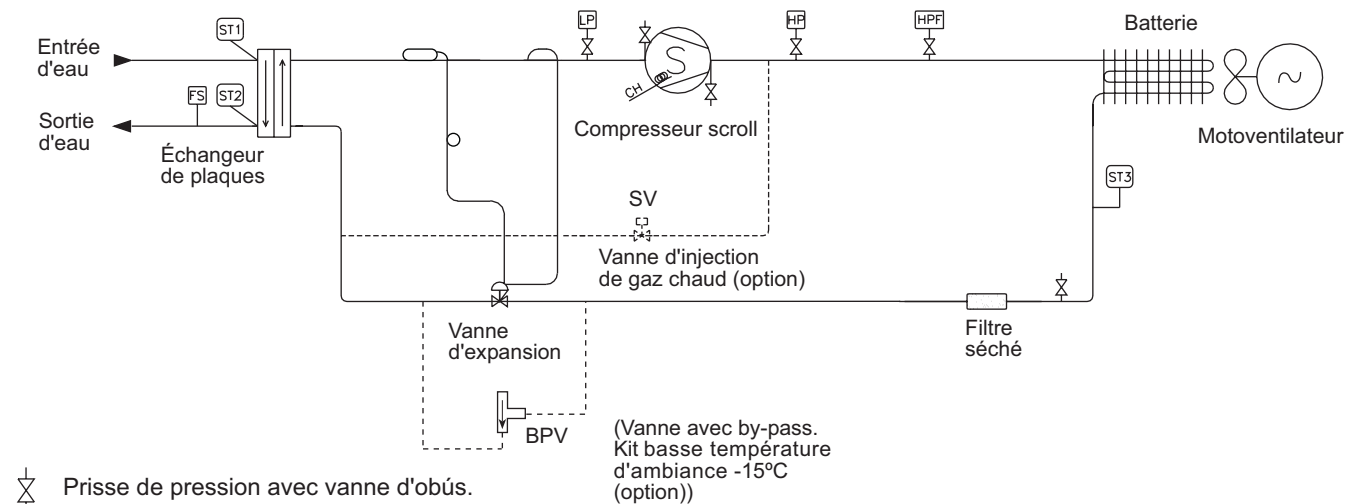 Entrée
d'eau
Sortie
d'eau
ST1
ST2
FS
Échangeur
de plaques
LP
CH
S
Compresseur scroll
HP
HPF
Batterie
Motoventilateur
ST3
SV
Vanne d'injection
de gaz chaud (option)
Vanne
d'expansion
Filtre
séché
BPV
(Vanne avec by-pass.
Kit basse température
d'ambiance -15ºC
(option))
Prisse de pression avec vanne d'obús.